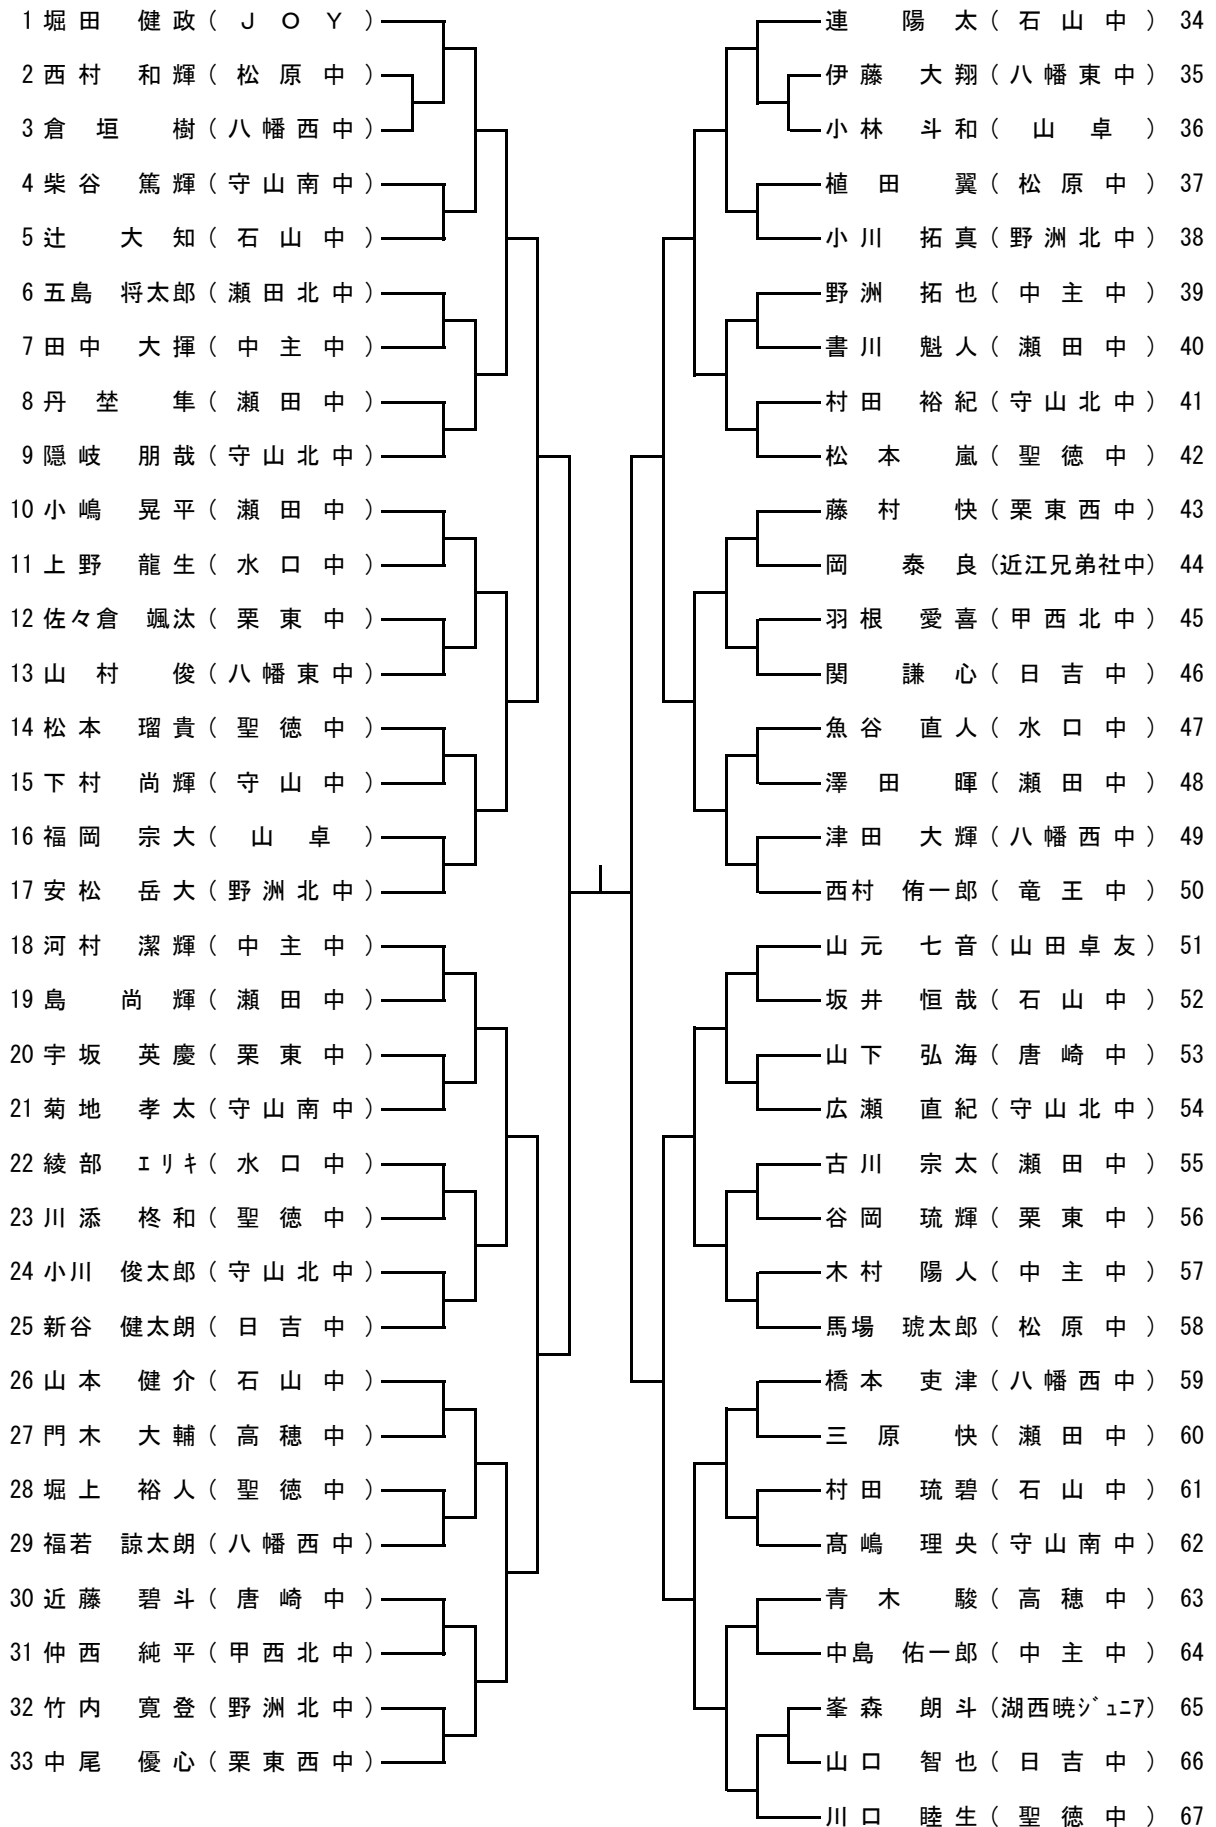 1 堀田 健政 ( ＪＯＹ )
2 西村 和輝 ( 松原中 )
3 倉垣 樹 ( 八幡西中 )
4 柴谷 篤輝 ( 守山南中 )
5 辻 大知 ( 石山中 )
6 五島 将太郎 ( 瀬田北中 )
7 田中 大揮 ( 中主中 )
8 丹埜 隼 ( 瀬田中 )
9 隠岐 朋哉 ( 守山北中 )
10 小嶋 晃平 ( 瀬田中 )
11 上野 龍生 ( 水口中 )
12 佐々倉 颯汰 ( 栗東中 )
13 山村 俊 ( 八幡東中 )
14 松本 瑠貴 ( 聖徳中 )
15 下村 尚輝 ( 守山中 )
16 福岡 宗大 ( 山卓 )
17 安松 岳大 ( 野洲北中 )
18 河村 潔輝 ( 中主中 )
19 島 尚輝 ( 瀬田中 )
20 宇坂 英慶 ( 栗東中 )
21 菊地 孝太 ( 守山南中 )
22 綾部 ｴﾘｷ ( 水口中 )
23 川添 柊和 ( 聖徳中 )
24 小川 俊太郎 ( 守山北中 )
25 新谷 健太朗 ( 日吉中 )
26 山本 健介 ( 石山中 )
27 門木 大輔 ( 高穂中 )
28 堀上 裕人 ( 聖徳中 )
29 福若 諒太朗 ( 八幡西中 )
30 近藤 碧斗 ( 唐崎中 )
31 仲西 純平 ( 甲西北中 )
32 竹内 寛登 ( 野洲北中 )
33 中尾 優心 ( 栗東西中 )
連 陽太 ( 石山中 ) 34
伊藤 大翔 ( 八幡東中 ) 35
小林 斗和 ( 山卓 ) 36
植田 翼 ( 松原中 ) 37
小川 拓真 ( 野洲北中 ) 38
野洲 拓也 ( 中主中 ) 39
書川 魁人 ( 瀬田中 ) 40
村田 裕紀 ( 守山北中 ) 41
松本 嵐 ( 聖徳中 ) 42
藤村 快 ( 栗東西中 ) 43
岡 泰良 (近江兄弟社中) 44
羽根 愛喜 ( 甲西北中 ) 45
関 謙心 ( 日吉中 ) 46
魚谷 直人 ( 水口中 ) 47
澤田 暉 ( 瀬田中 ) 48
津田 大輝 ( 八幡西中 ) 49
西村 侑一郎 ( 竜王中 ) 50
山元 七音 ( 山田卓友 ) 51
坂井 恒哉 ( 石山中 ) 52
山下 弘海 ( 唐崎中 ) 53
広瀬 直紀 ( 守山北中 ) 54
古川 宗太 ( 瀬田中 ) 55
谷岡 琉輝 ( 栗東中 ) 56
木村 陽人 ( 中主中 ) 57
馬場 琥太郎 ( 松原中 ) 58
橋本 吏津 ( 八幡西中 ) 59
三原 快 ( 瀬田中 ) 60
村田 琉碧 ( 石山中 ) 61
髙嶋 理央 ( 守山南中 ) 62
青木 駿 ( 高穂中 ) 63
中島 佑一郎 ( 中主中 ) 64
峯森 朗斗 (湖西暁ｼﾞｭﾆｱ) 65
山口 智也 ( 日吉中 ) 66
川口 睦生 ( 聖徳中 ) 67